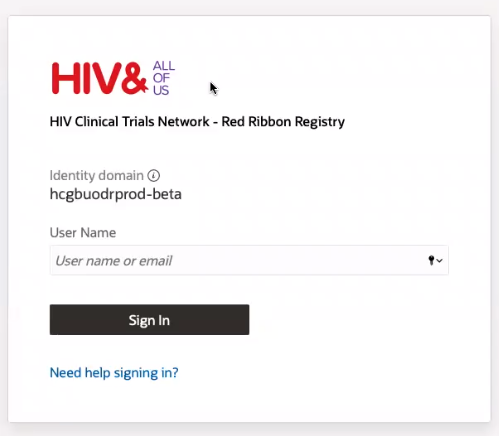 HIV& ALL
OF
US
HIV Clinical Trials Network - Red Ribbon Registry
Identity domain
hcgbuodrprod-beta
User Name
User name or email
Sign In
Need help signing in?